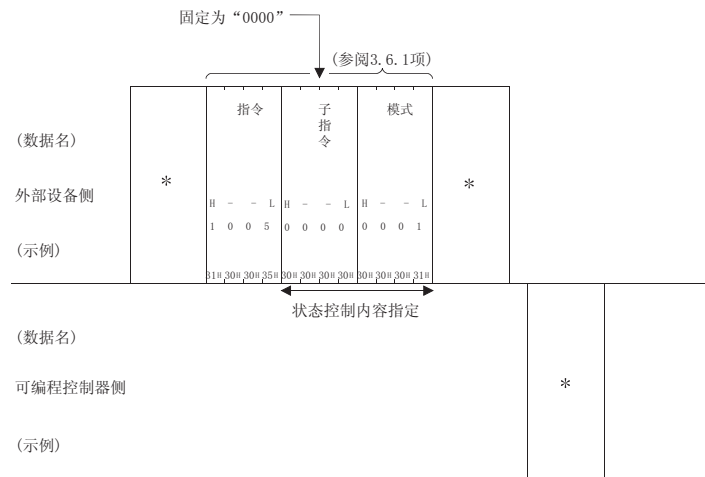 固定为“0000”
(参阅3.6.1项)
指令 子指令 模式
(数据名)
* *
外部设备侧
H - - L H - - L H - - L
1 0 0 5 0 0 0 0 0 0 0 1
(示例)
31H 30H 30H 35H 30H 30H 30H 30H 30H 30H 30H 31H
状态控制内容指定
(数据名)
可编程控制器侧 *
(示例)